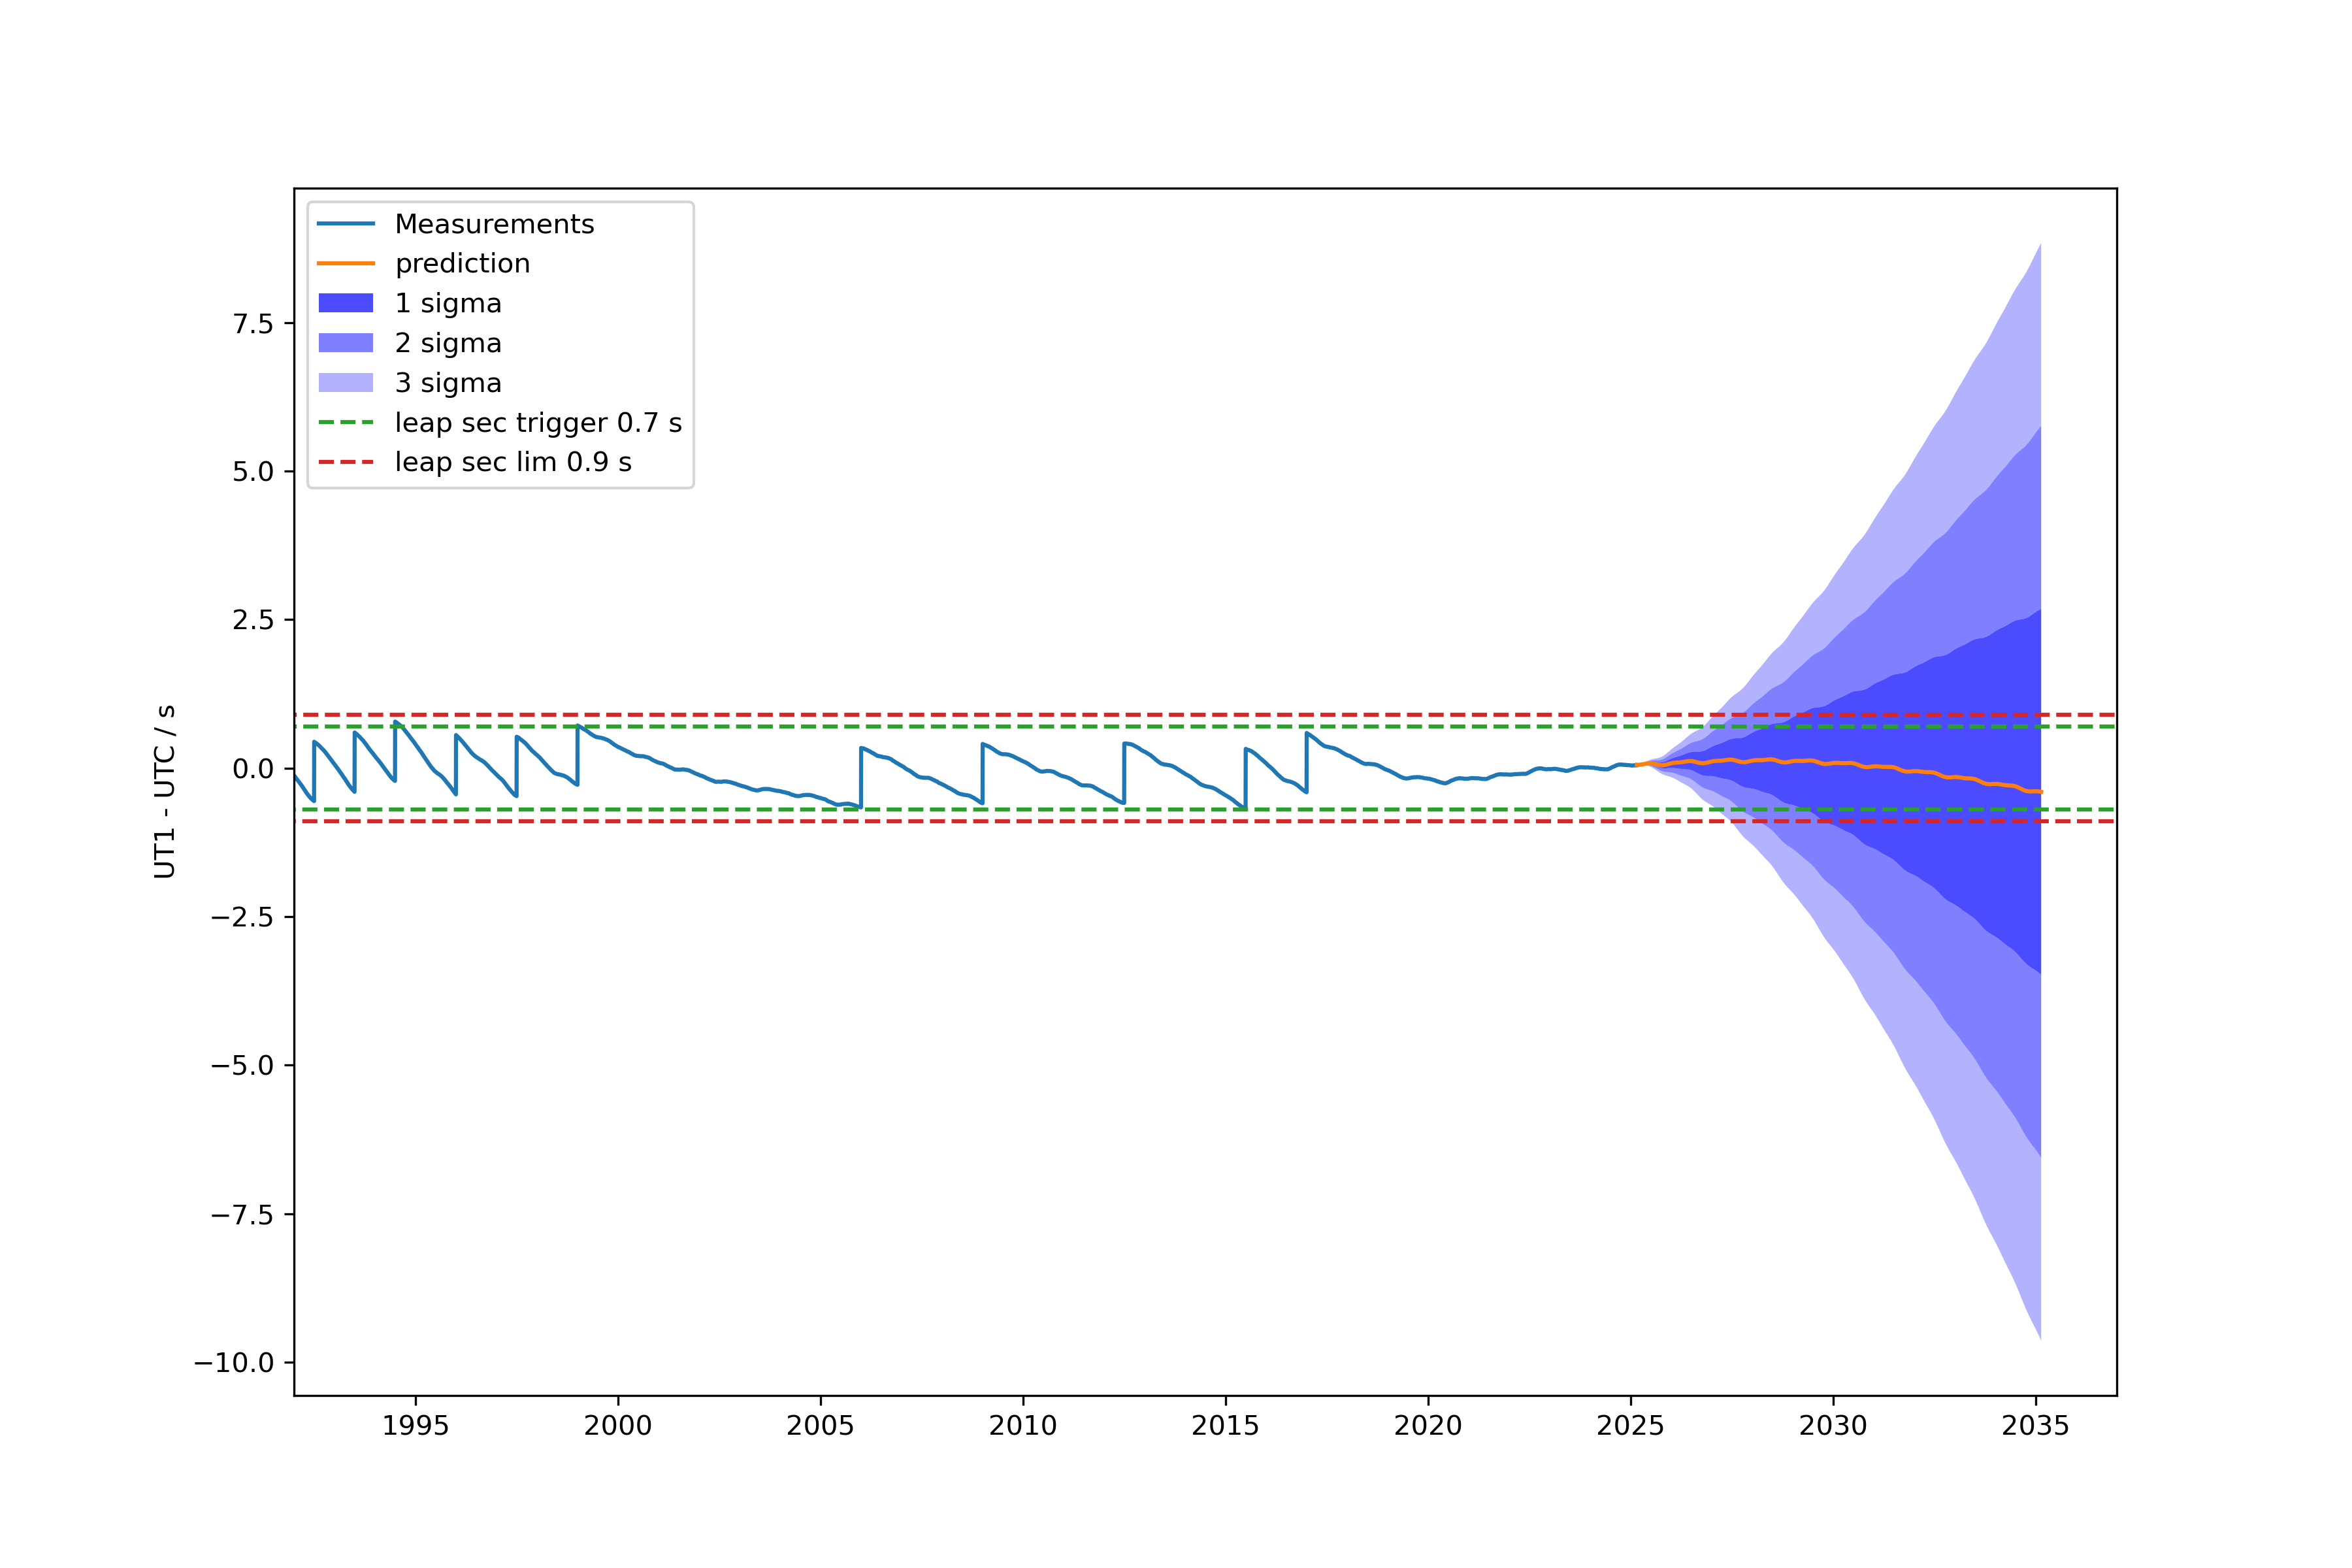 Measurements
prediction
1 sigma
2 sigma
3 sigma
leap sec trigger 0.7 s
leap sec lim 0.9 s
UT1 - UTC / s
7.5
5.0
2.5
0.0
−2.5
−5.0
−7.5
−10.0
1995 2000 2005 2010 2015 2020 2025 2030 2035